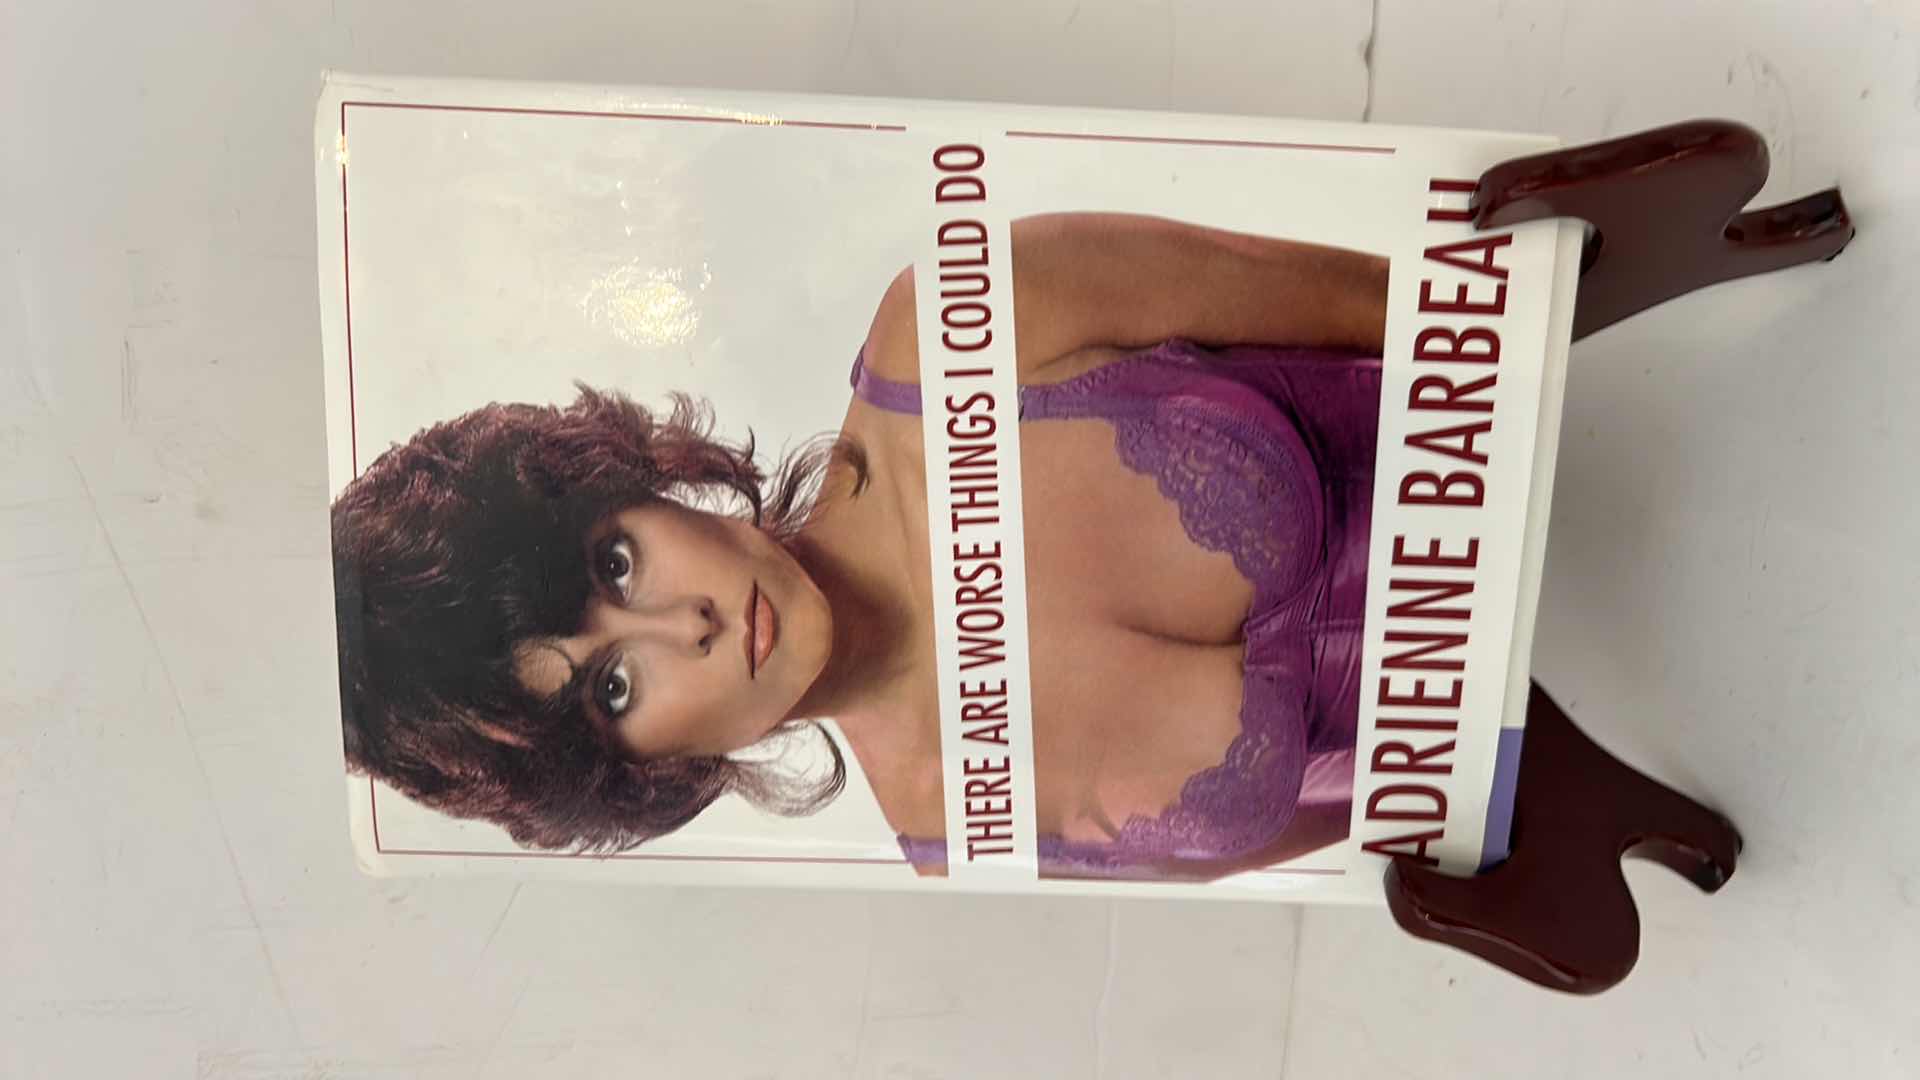 THERE ARE WORSE THINGS I COULD DO
ADRIENNE BARBEAU